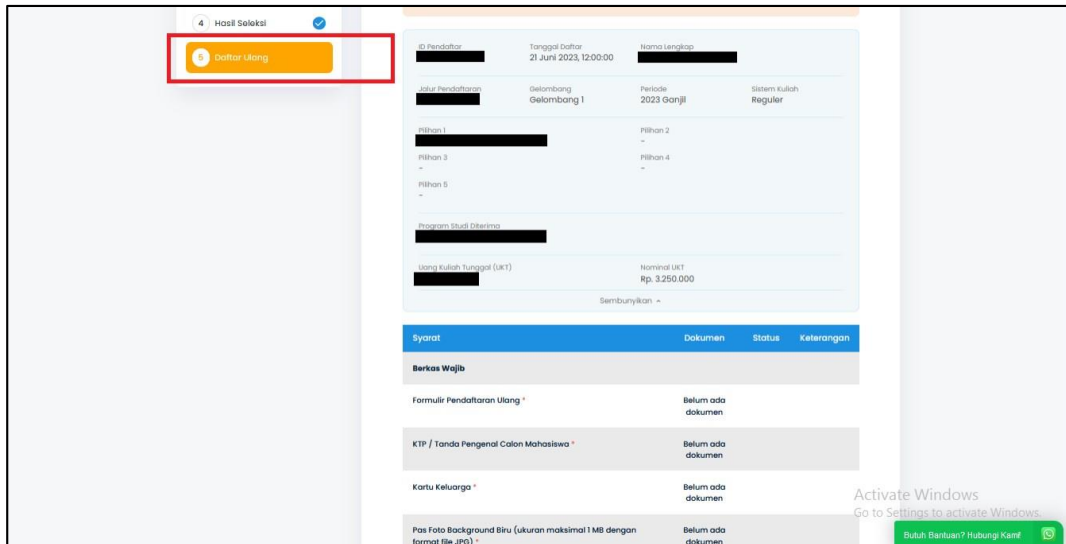 4 Hasil Seleksi
5 Daftar Ulang
ID Pendaftar Tanggal Daftar Nama Lengkap
21 Juni 2023, 12:00:00
Jalur Pendaftaran Gelombang Periode Sistem Kuliah
Gelombang 1 2023 Ganjil Reguler
Pilihan 1 Pilihan 2
-
Pilihan 3 Pilihan 4
- -
Pilihan 5
-
Program Studi Diterima
Uang Kuliah Tunggal (UKT) Nominal UKT
Rp. 3.250.000
Sembunyikan
Syarat Dokumen Status Keterangan
Berkas Wajib
Formulir Pendaftaran Ulang * Belum ada
dokumen
KTP / Tanda Pengenal Calon Mahasiswa * Belum ada
dokumen
Kartu Keluarga * Belum ada
dokumen
Activate Windows
Go to Settings to activate Windows.
Pas Foto Background Biru (ukuran maksimal 1 MB dengan Belum ada
format file JPG) * dokumen
Butuh Bantuan? Hubungi Kami!